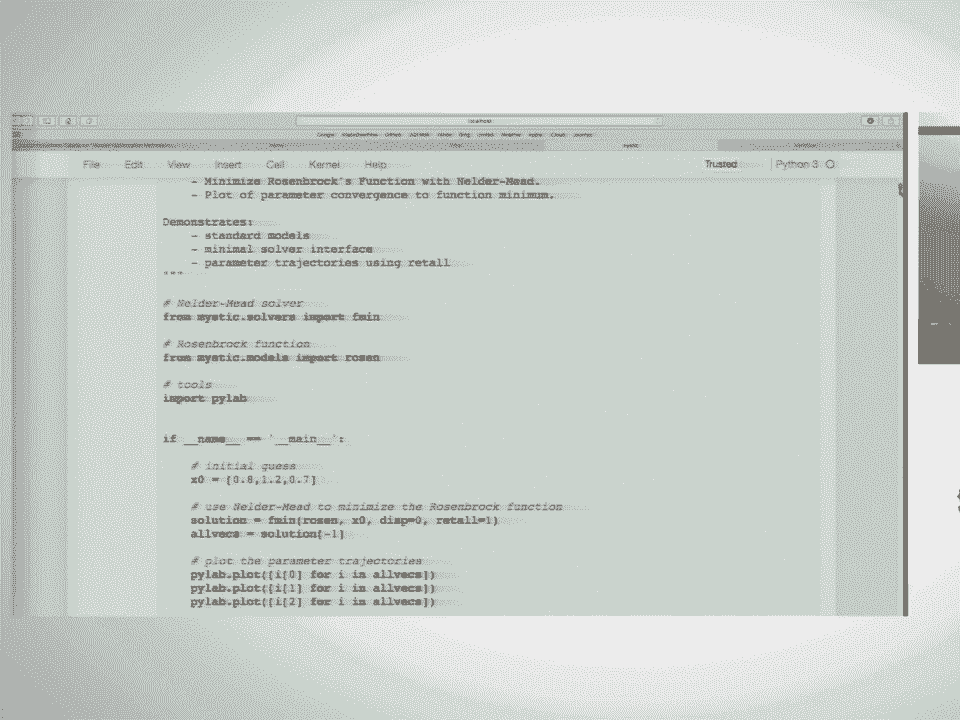 localhost
File Edit View Insert Cell Kernel Help Trusted Python 3
- Minimize Rosenbrock's Function with Nelder-Mead.
- Plot of parameter convergence to function minimum.
Demonstrates:
- standard models
- minimal solver interface
- parameter trajectories using retall
"""
# Nelder-Mead solver
from mystic.solvers import fmin
# Rosenbrock function
from mystic.models import rosen
# tools
import pylab
if __name__ == '__main__':
# initial guess
x0 = [0.8,1.2,0.7]
# use Nelder-Mead to minimize the Rosenbrock function
solution = fmin(rosen, x0, disp=0, retall=1)
allvecs = solution[-1]
# plot the parameter trajectories
pylab.plot([i[0] for i in allvecs])
pylab.plot([i[1] for i in allvecs])
pylab.plot([i[2] for i in allvecs])